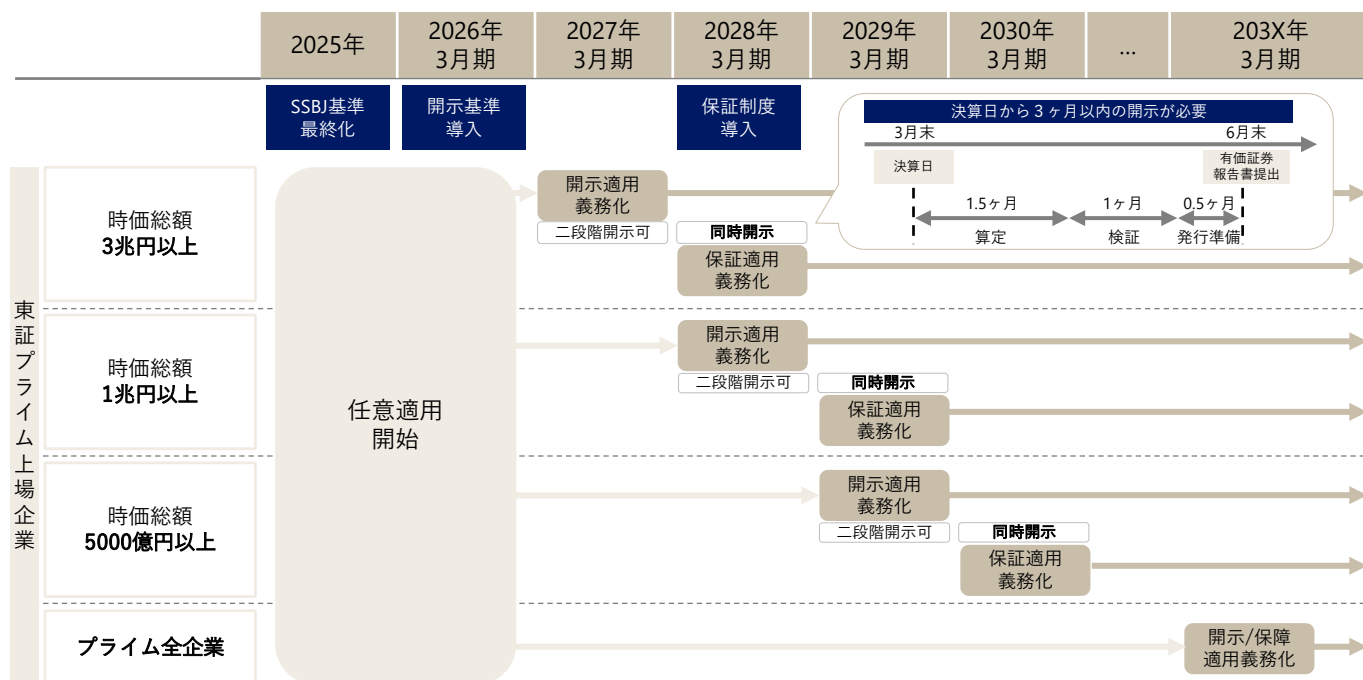 2025年
2026年
3月期
2027年
3月期
2028年
3月期
2029年
3月期
2030年
3月期
…
203X年
3月期
SSBJ基準
最終化
開示基準
導入
保証制度
導入
決算日から３ヶ月以内の開示が必要
3月末
6月末
決算日
有価証券
報告書提出
1.5ヶ月
1ヶ月
0.5ヶ月
算定
検証
発行準備
東証プライム上場企業
任意適用
開始
時価総額
3兆円以上
開示適用
義務化
二段階開示可
同時開示
保証適用
義務化
時価総額
1兆円以上
開示適用
義務化
二段階開示可
同時開示
保証適用
義務化
時価総額
5000億円以上
開示適用
義務化
二段階開示可
同時開示
保証適用
義務化
プライム全企業
開示/保障
適用義務化